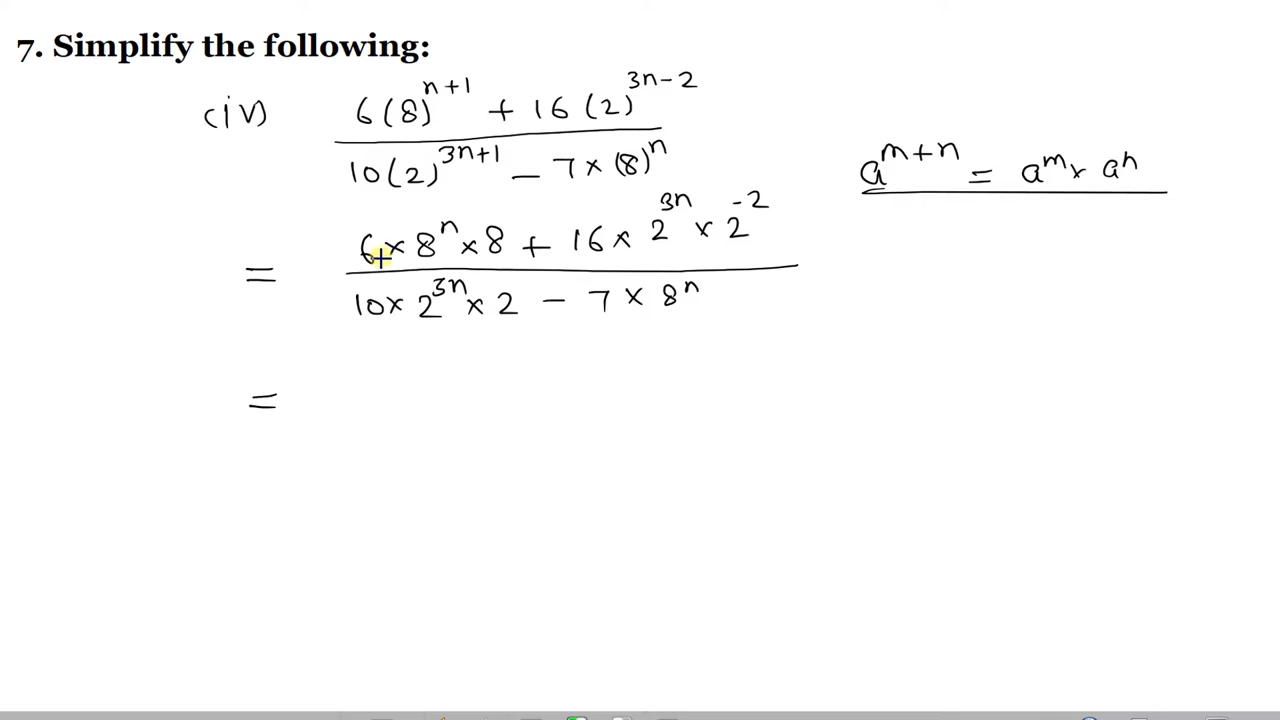 7. Simplify the following:
(iv) 6(8)^{n+1} + 16(2)^{3n-2}
10(2)^{3n+1} - 7×(8)^n
a^{m+n} = a^m × a^n
= 6×8^n×8 + 16×2^{3n}×2^{-2}
10×2^{3n}×2 - 7×8^n
=